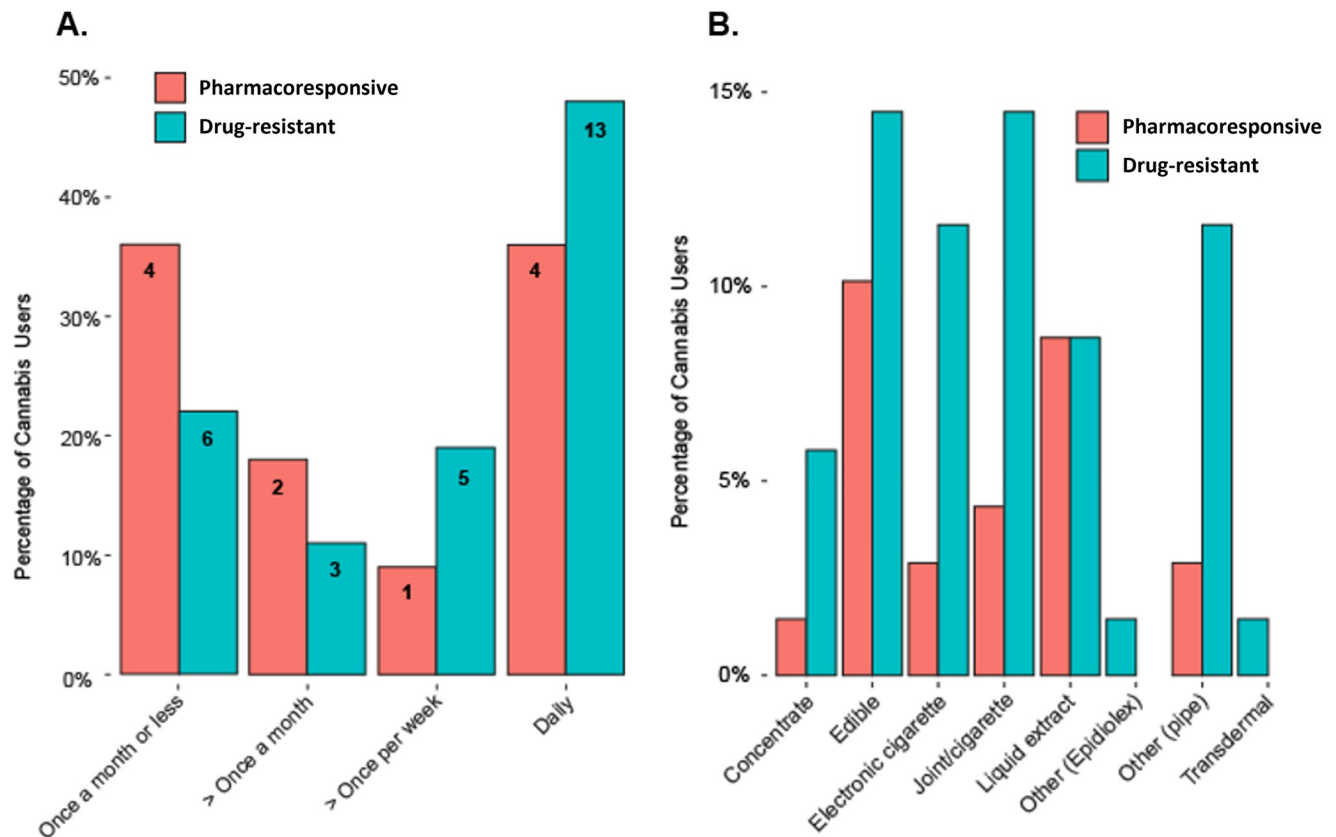 A.
50%
Pharmacoresponsive
Drug-resistant
40%
30%
20%
10%
0%
Percentage of Cannabis Users
4
6
2
3
1
5
4
13
Once a month or less
> Once a month
> Once per week
Daily
B.
15%
Pharmacoresponsive
Drug-resistant
10%
5%
0%
Percentage of Cannabis Users
Concentrate
Edible
Electronic cigarette
Joint/cigarette
Liquid extract
Other (Epidiolex)
Other (pipe)
Transdermal